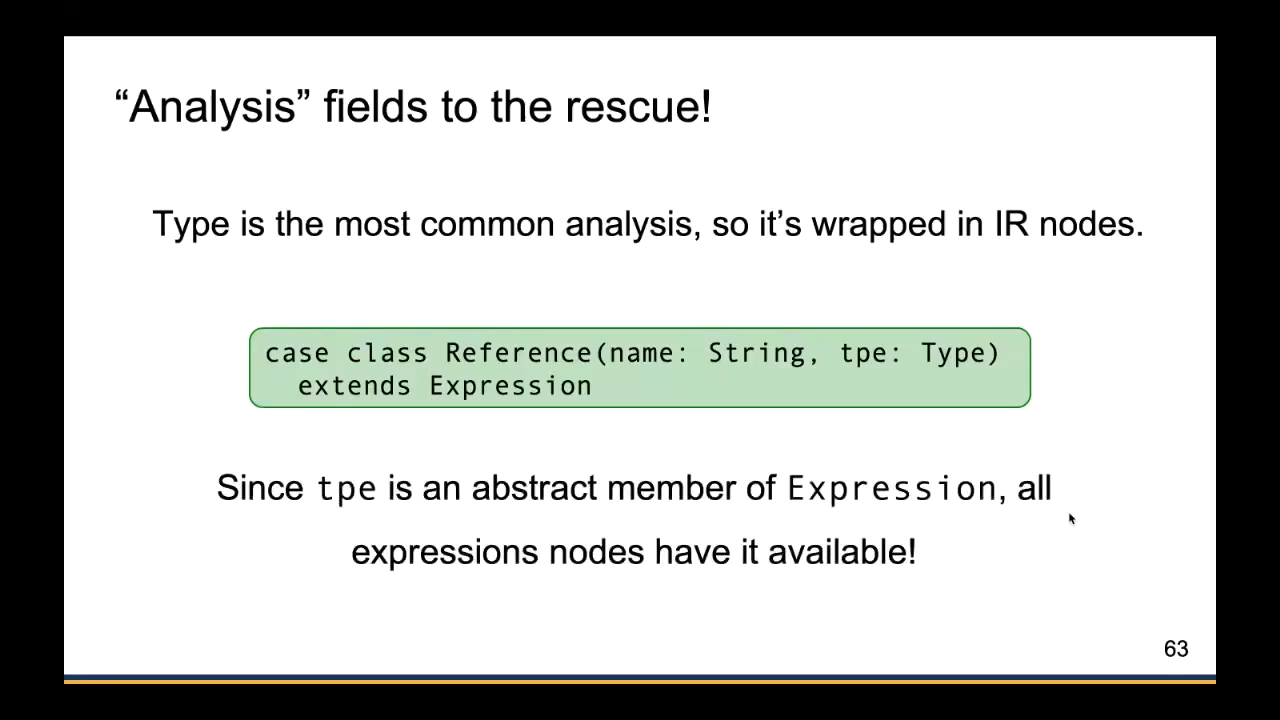 “Analysis” fields to the rescue!
Type is the most common analysis, so it’s wrapped in IR nodes.
case class Reference(name: String, tpe: Type)
extends Expression
Since tpe is an abstract member of Expression, all
expressions nodes have it available!
63